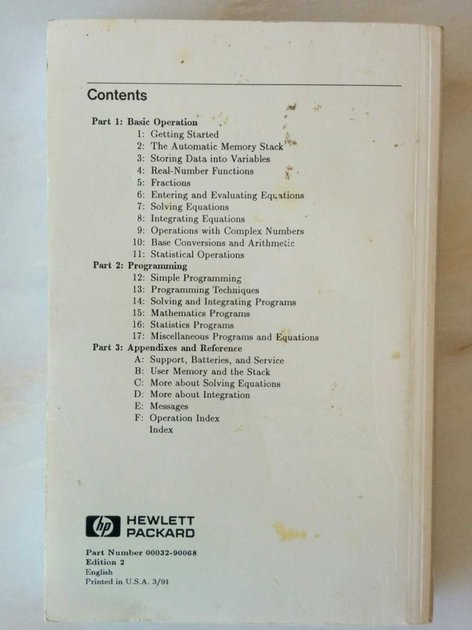 Contents
Part 1: Basic Operation
1: Getting Started
2: The Automatic Memory Stack
3: Storing Data into Variables
4: Real-Number Functions
5: Fractions
6: Entering and Evaluating Equations
7: Solving Equations
8: Integrating Equations
9: Operations with Complex Numbers
10: Base Conversions and Arithmetic
11: Statistical Operations
Part 2: Programming
12: Simple Programming
13: Programming Techniques
14: Solving and Integrating Programs
15: Mathematics Programs
16: Statistics Programs
17: Miscellaneous Programs and Equations
Part 3: Appendixes and Reference
A: Support, Batteries, and Service
B: User Memory and the Stack
C: More about Solving Equations
D: More about Integration
E: Messages
F: Operation Index
Index
hp HEWLETT
PACKARD
Part Number 00032-90068
Edition 2
English
Printed in U.S.A. 3/91